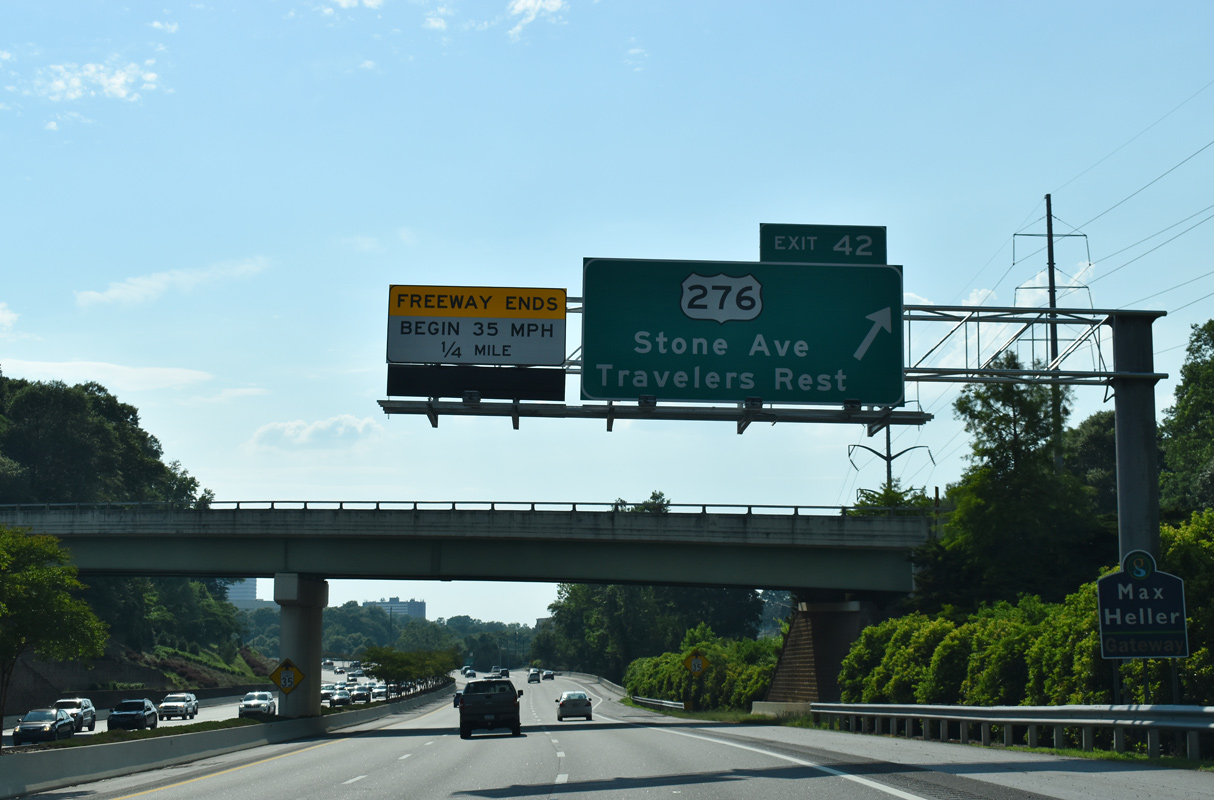 EXIT 42
276
Stone Ave
Travelers Rest
FREEWAY ENDS
BEGIN 35 MPH
1/4 MILE
Max
Heller
Gateway
35
35